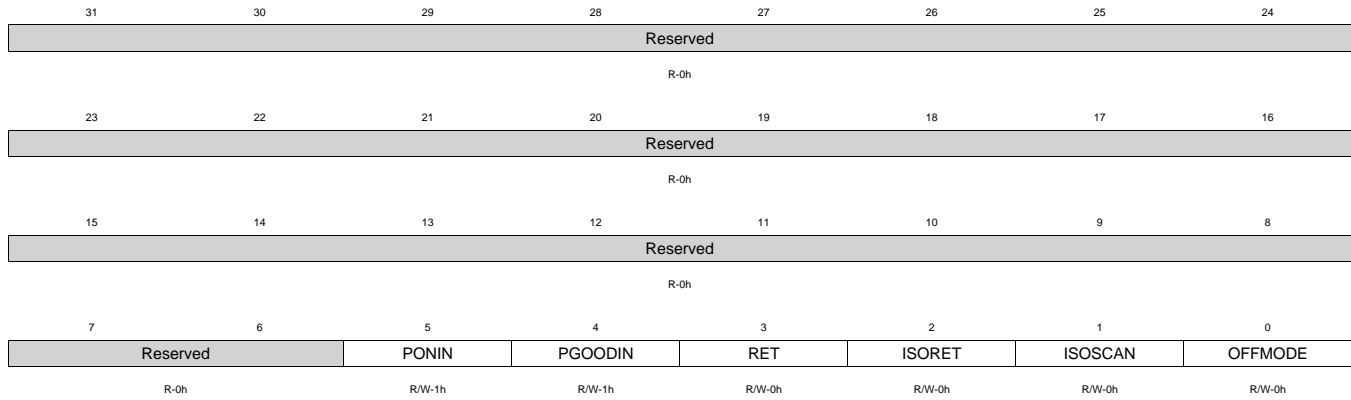 31 30 29 28 27 26 25 24
Reserved
R-0h
23 22 21 20 19 18 17 16
Reserved
R-0h
15 14 13 12 11 10 9 8
Reserved
R-0h
7 6 5 4 3 2 1 0
Reserved PONIN PGOODIN RET ISORET ISOSCAN OFFMODE
R-0h R/W-1h R/W-1h R/W-0h R/W-0h R/W-0h R/W-0h